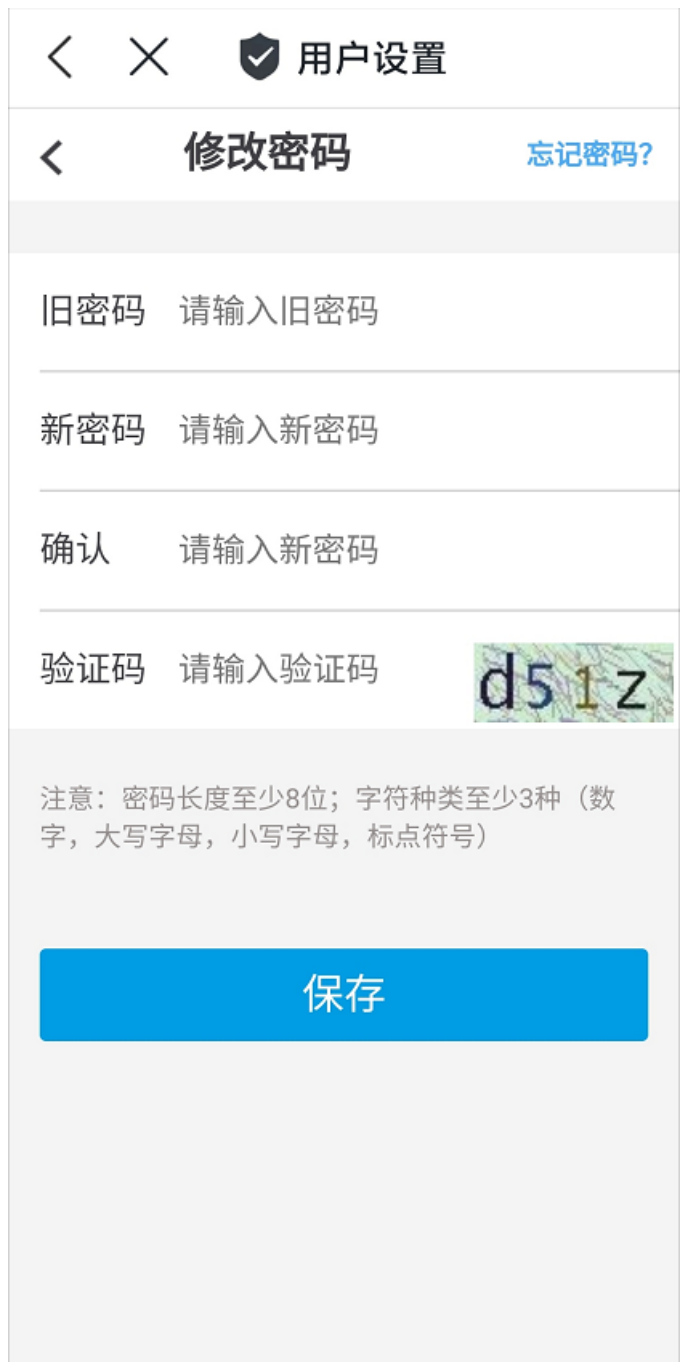 用户设置
修改密码
忘记密码？
旧密码 请输入旧密码
新密码 请输入新密码
确认 请输入新密码
验证码 请输入验证码 d51z
注意：密码长度至少8位；字符种类至少3种（数
字，大写字母，小写字母，标点符号）
保存